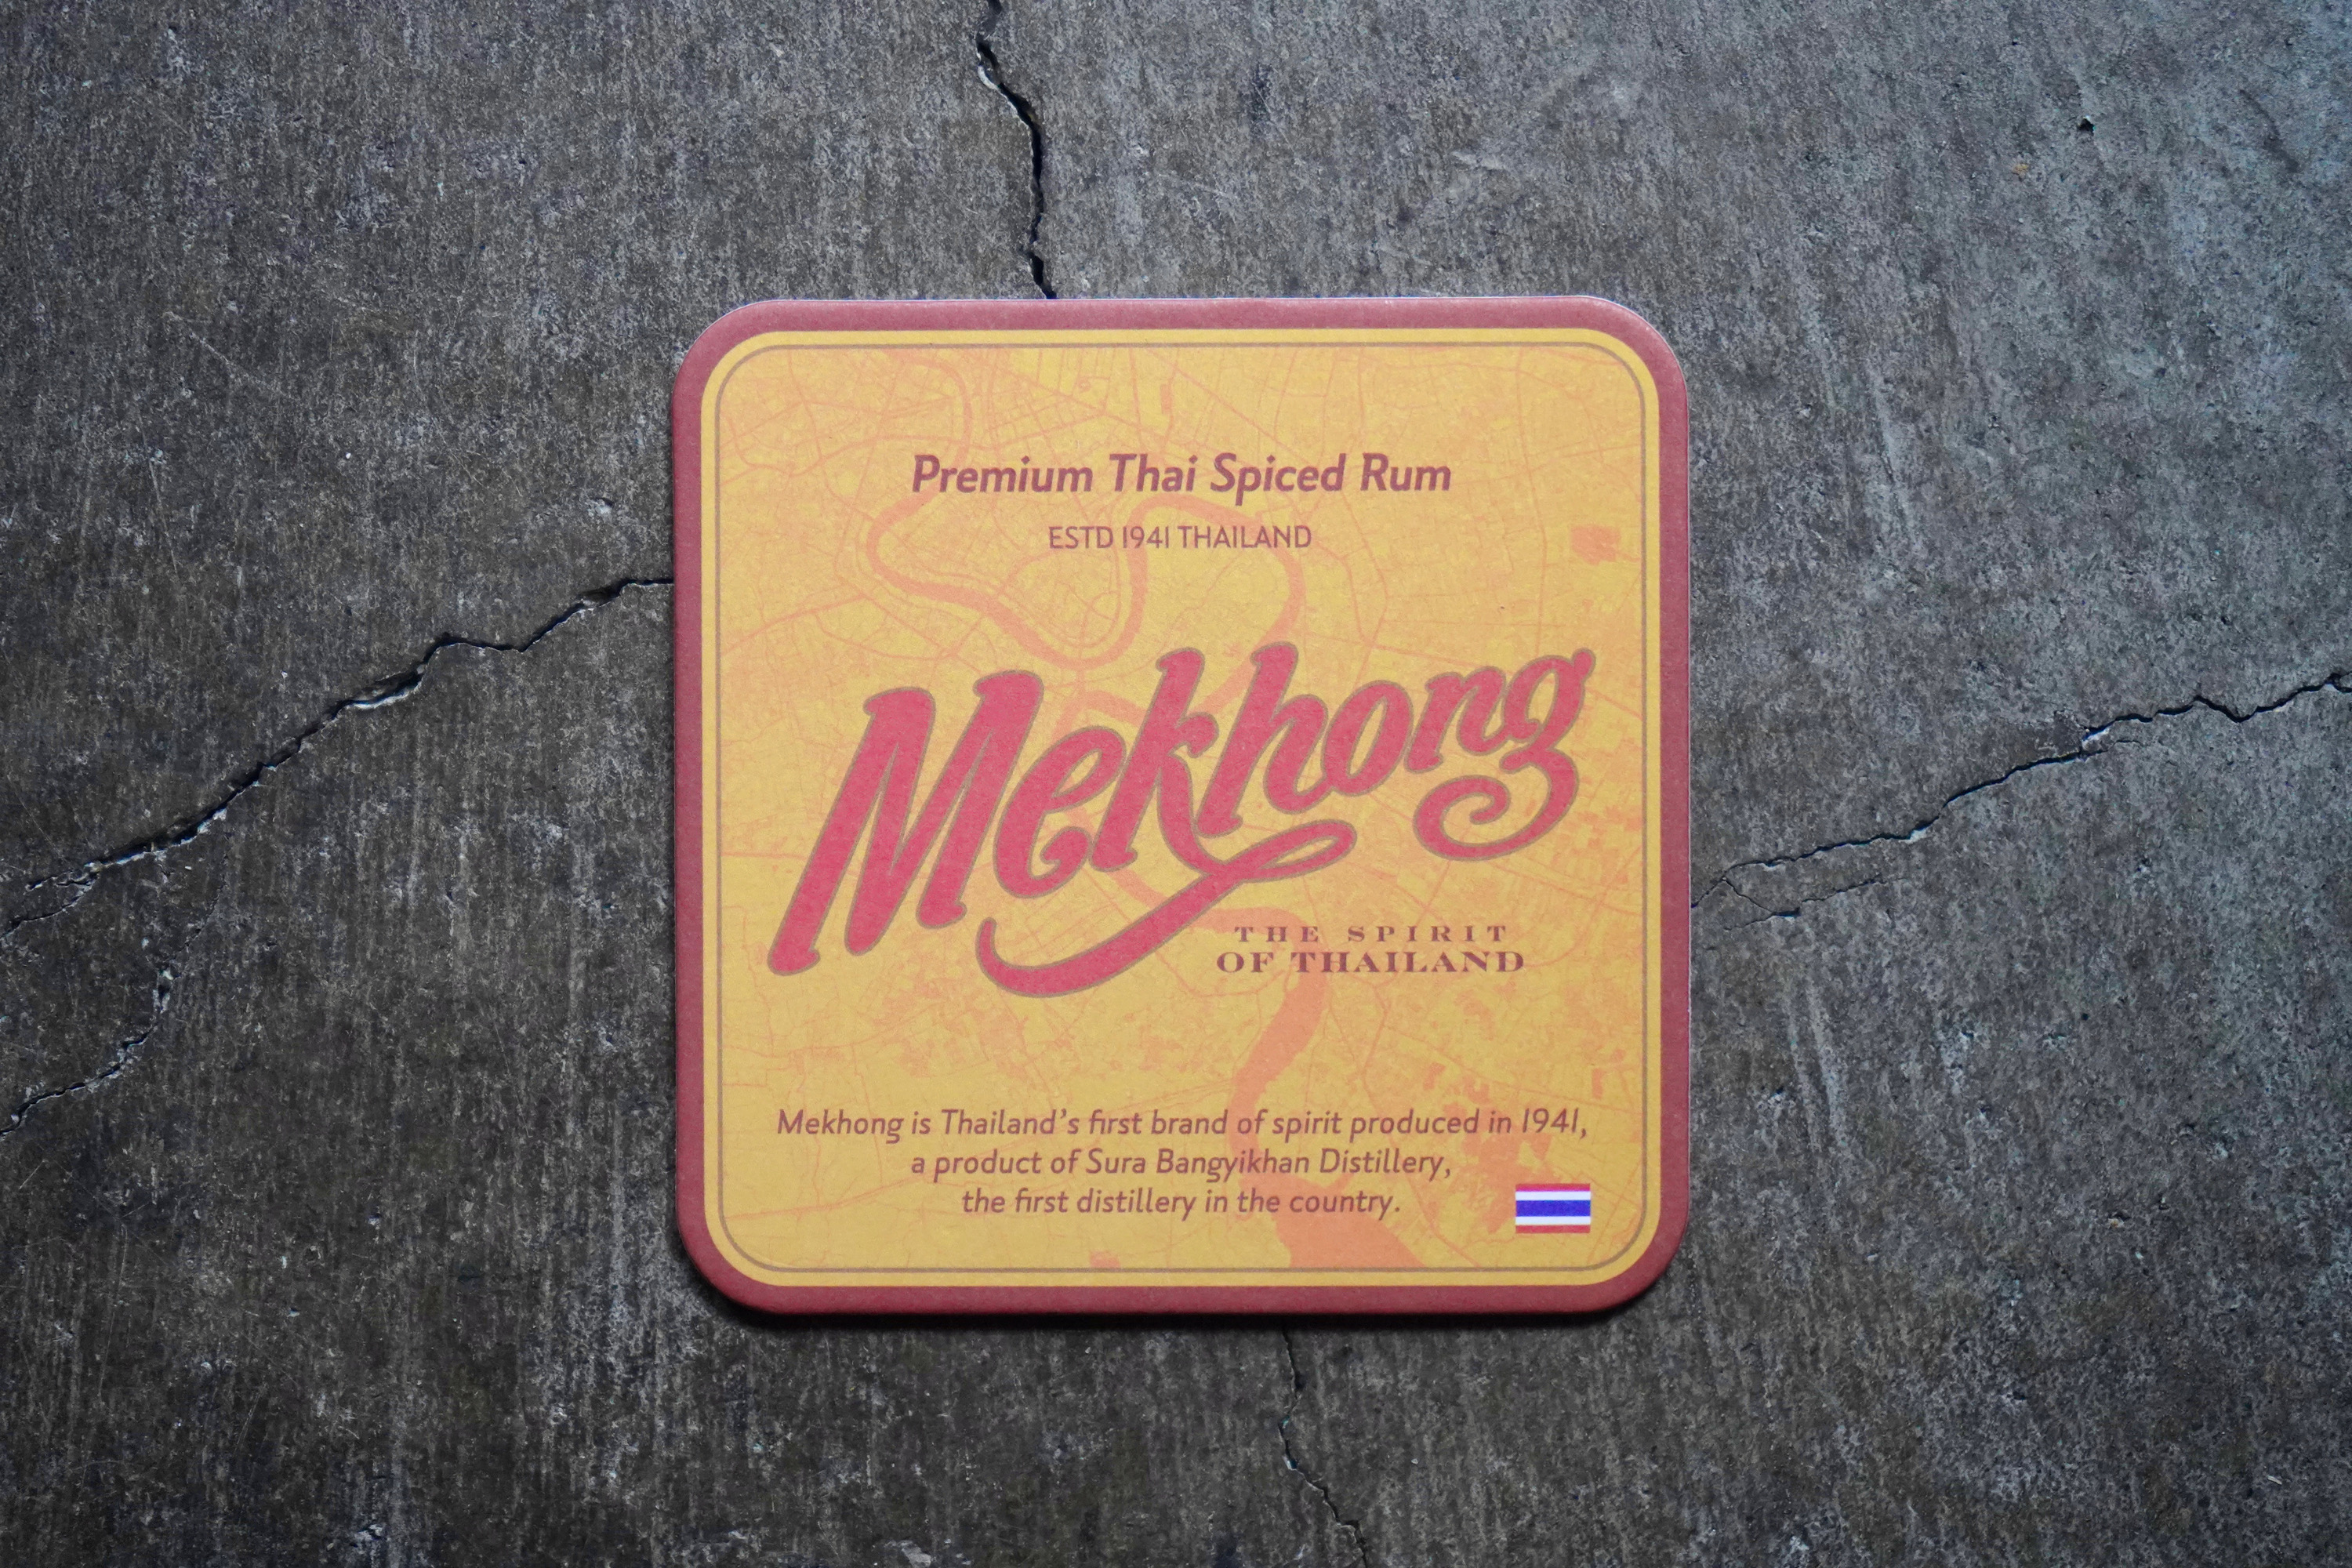 Premium Thai Spiced Rum
ESTD 1941 THAILAND
Mekhong
THE SPIRIT
OF THAILAND
Mekhong is Thailand's first brand of spirit produced in 1941,
a product of Sura Bangyikhan Distillery,
the first distillery in the country.